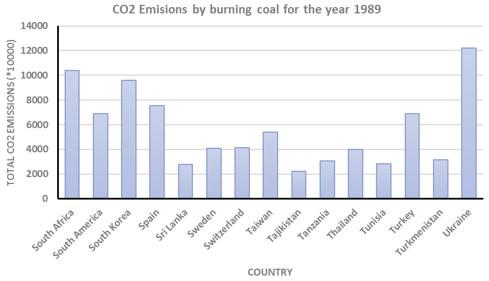 CO2 Emisions by burning coal for the year 1989
TOTAL CO2 EMISSIONS (*10000)
14000
12000
10000
8000
6000
4000
2000
0
South Africa
South America
South Korea
Spain
Sri Lanka
Sweden
Switzerland
Taiwan
Tajikistan
Tanzania
Thailand
Tunisia
Turkey
Turkmenistan
Ukraine
COUNTRY